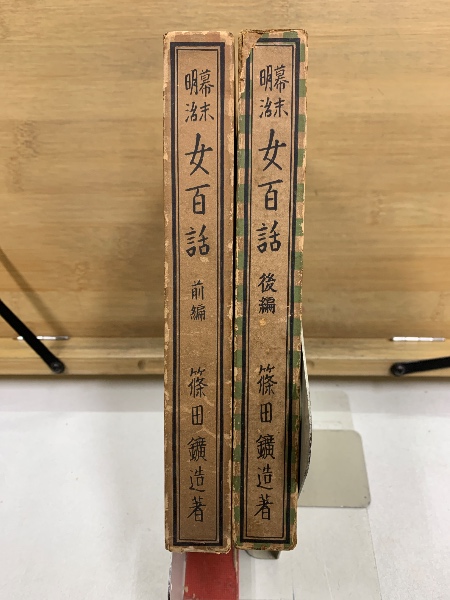 幕末
明治
女百話
前編
篠田鑛造著
幕末
明治
女百話
後編
篠田鑛造著